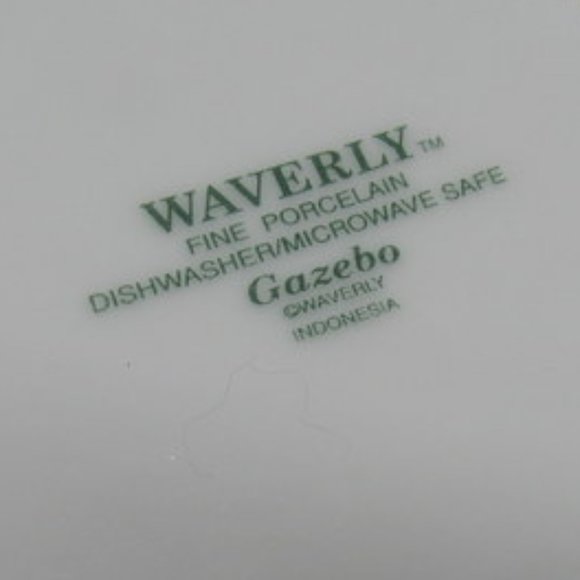 WAVERLY™
FINE PORCELAIN
DISHWASHER/MICROWAVE SAFE
Gazebo
©WAVERLY
INDONESIA